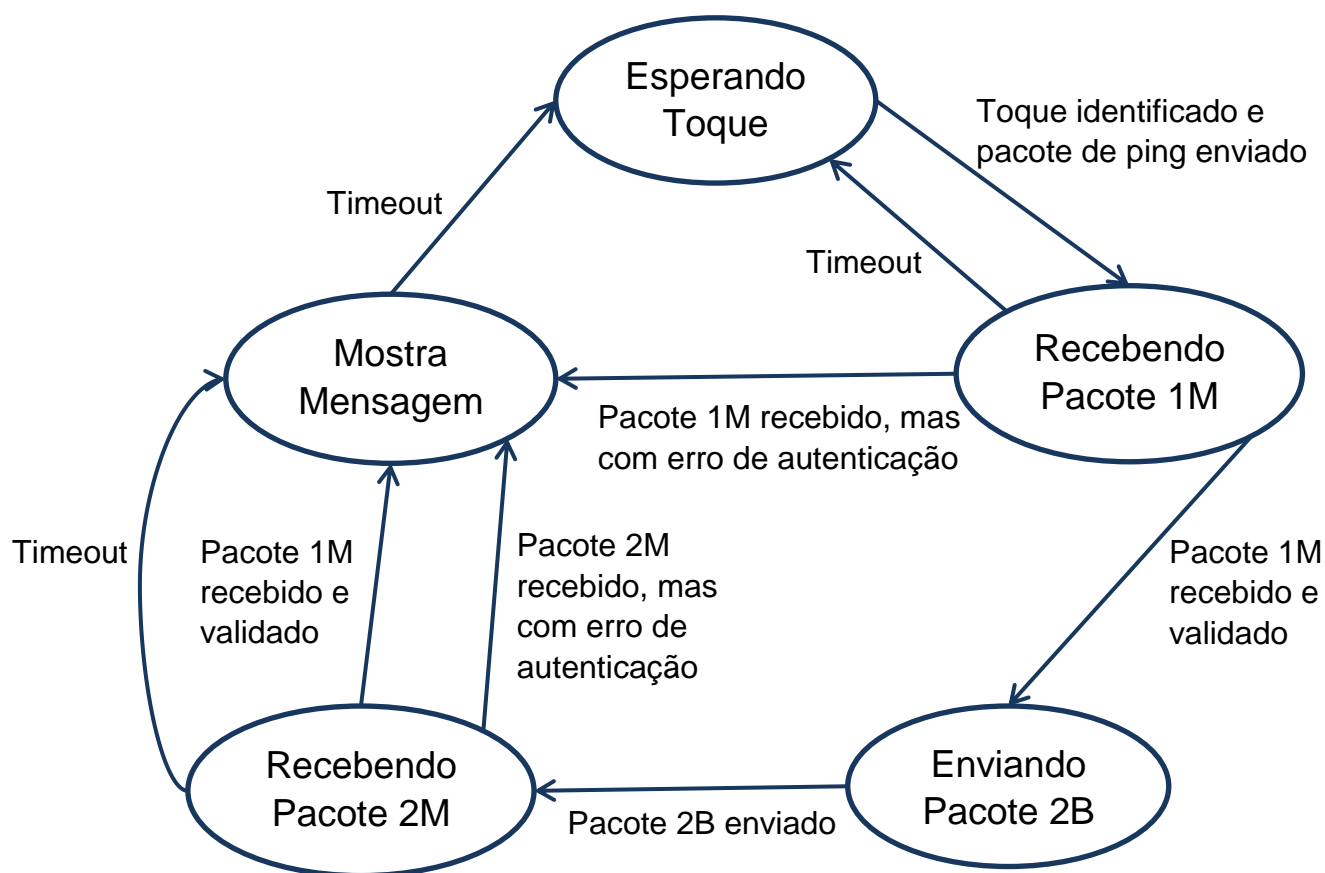 Esperando
Toque
Toque identificado e
pacote de ping enviado
Timeout
Timeout
Mostra
Mensagem
Recebendo
Pacote 1M
Pacote 1M recebido, mas
com erro de autenticação
Timeout
Pacote 1M
recebido e
validado
Pacote 2M
recebido, mas
com erro de
autenticação
Pacote 1M
recebido e
validado
Recebendo
Pacote 2M
Enviando
Pacote 2B
Pacote 2B enviado